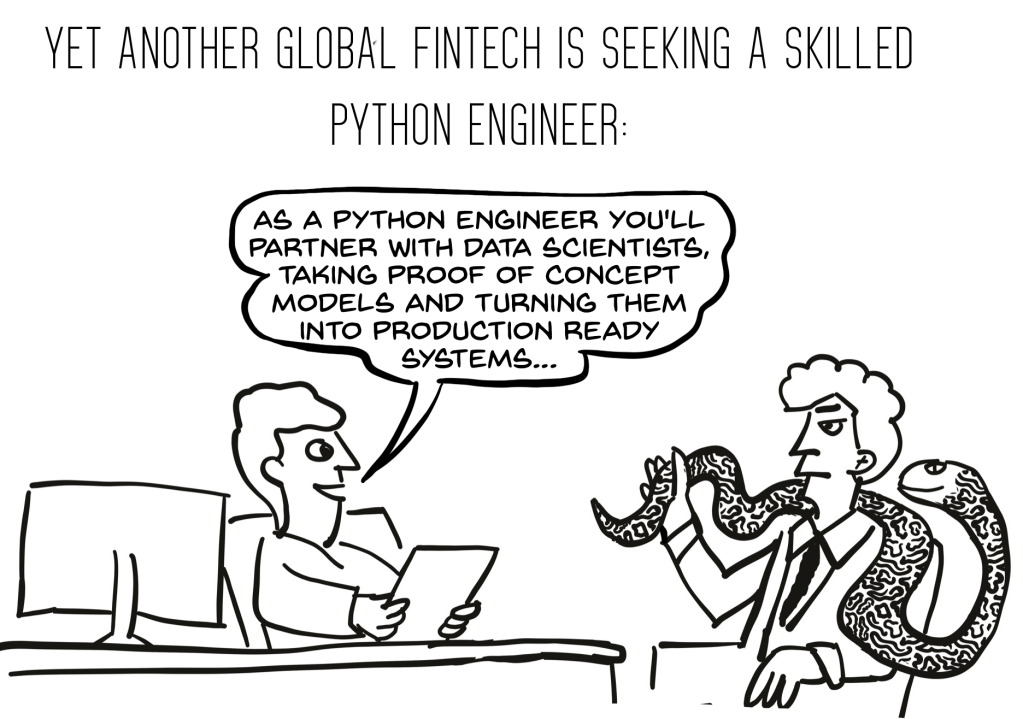 YET ANOTHER GLOBAL FINTECH IS SEEKING A SKILLED
PYTHON ENGINEER:
AS A PYTHON ENGINEER YOU'LL
PARTNER WITH DATA SCIENTISTS,
TAKING PROOF OF CONCEPT
MODELS AND TURNING THEM
INTO PRODUCTION READY
SYSTEMS...